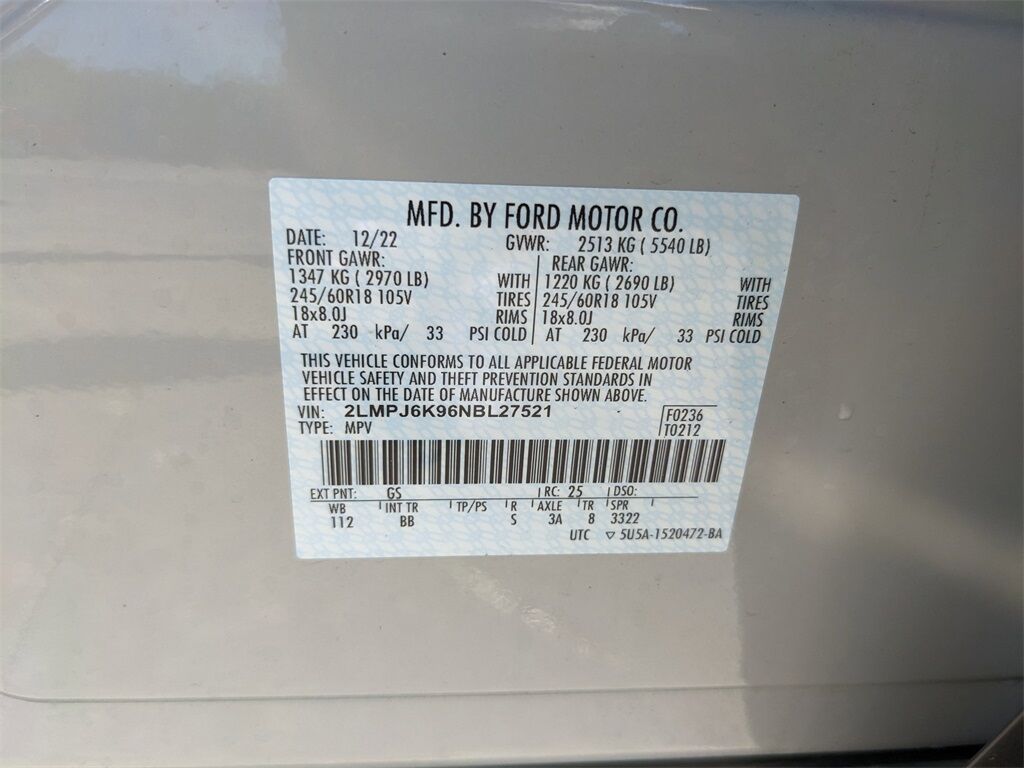 MFD. BY FORD MOTOR CO.
DATE: 12/22 GVWR: 2513 KG ( 5540 LB)
FRONT GAWR: REAR GAWR:
1347 KG ( 2970 LB) WITH 1220 KG ( 2690 LB) WITH
245/60R18 105V TIRES 245/60R18 105V TIRES
18x8.0J RIMS 18x8.0J RIMS
AT 230 kPa/ 33 PSI COLD AT 230 kPa/ 33 PSI COLD
THIS VEHICLE CONFORMS TO ALL APPLICABLE FEDERAL MOTOR
VEHICLE SAFETY AND THEFT PREVENTION STANDARDS IN
EFFECT ON THE DATE OF MANUFACTURE SHOWN ABOVE.
VIN: 2LMPJ6K96NBL27521 F0236
TYPE: MPV T0212
EXT PNT: GS RC: 25 DSO:
WB INT TR TP/PS R AXLE TR SPR
112 BB S 3A 8 3322
UTC ▽ 5U5A-1520472-BA